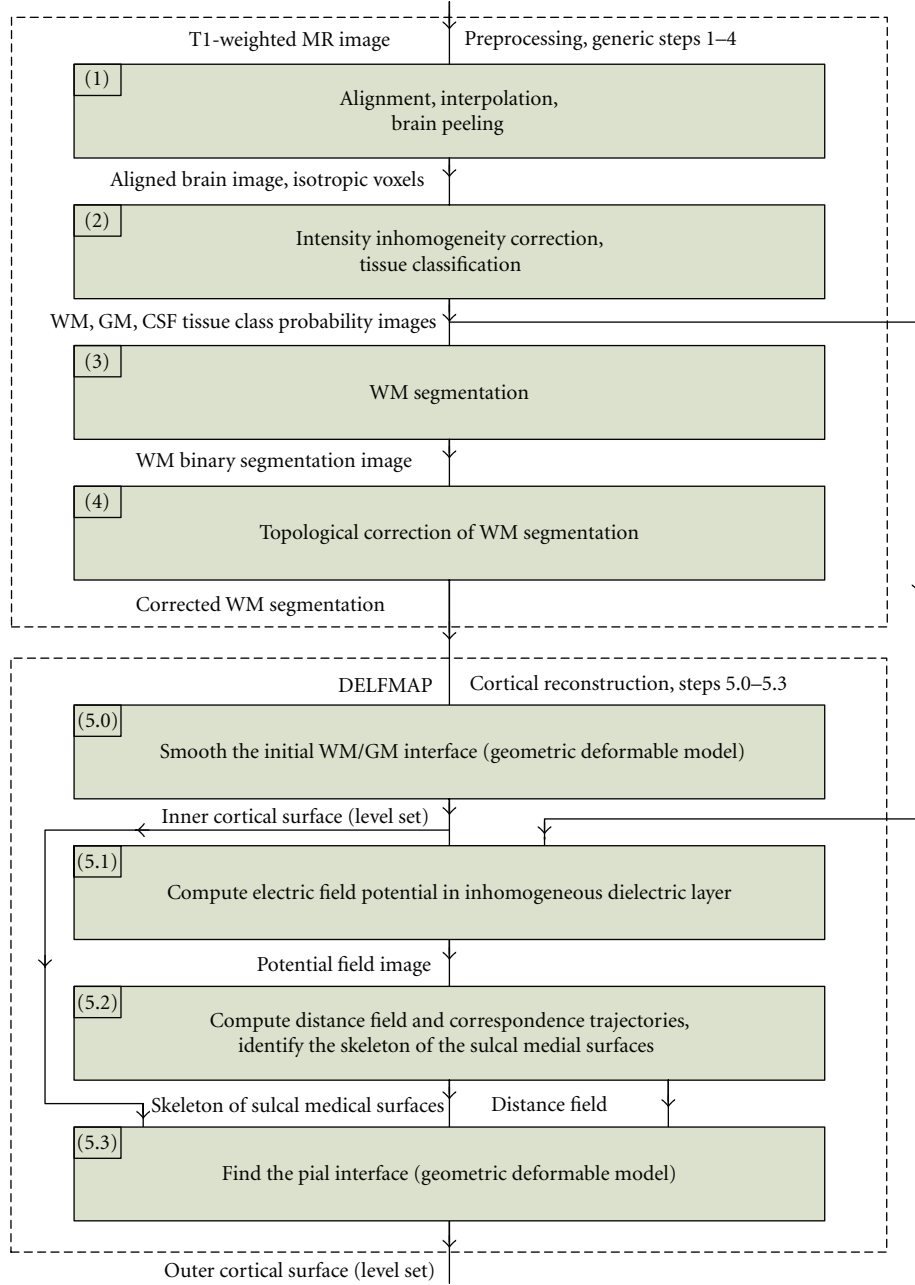 T1-weighted MR image
Preprocessing, generic steps 1–4
(1)
Alignment, interpolation,
brain peeling
Aligned brain image, isotropic voxels
(2)
Intensity inhomogeneity correction,
tissue classification
WM, GM, CSF tissue class probability images
(3)
WM segmentation
WM binary segmentation image
(4)
Topological correction of WM segmentation
Corrected WM segmentation
DELFMAP
Cortical reconstruction, steps 5.0–5.3
(5.0)
Smooth the initial WM/GM interface (geometric deformable model)
Inner cortical surface (level set)
(5.1)
Compute electric field potential in inhomogeneous dielectric layer
Potential field image
(5.2)
Compute distance field and correspondence trajectories,
identify the skeleton of the sulcal medial surfaces
Skeleton of sulcal medical surfaces
Distance field
(5.3)
Find the pial interface (geometric deformable model)
Outer cortical surface (level set)